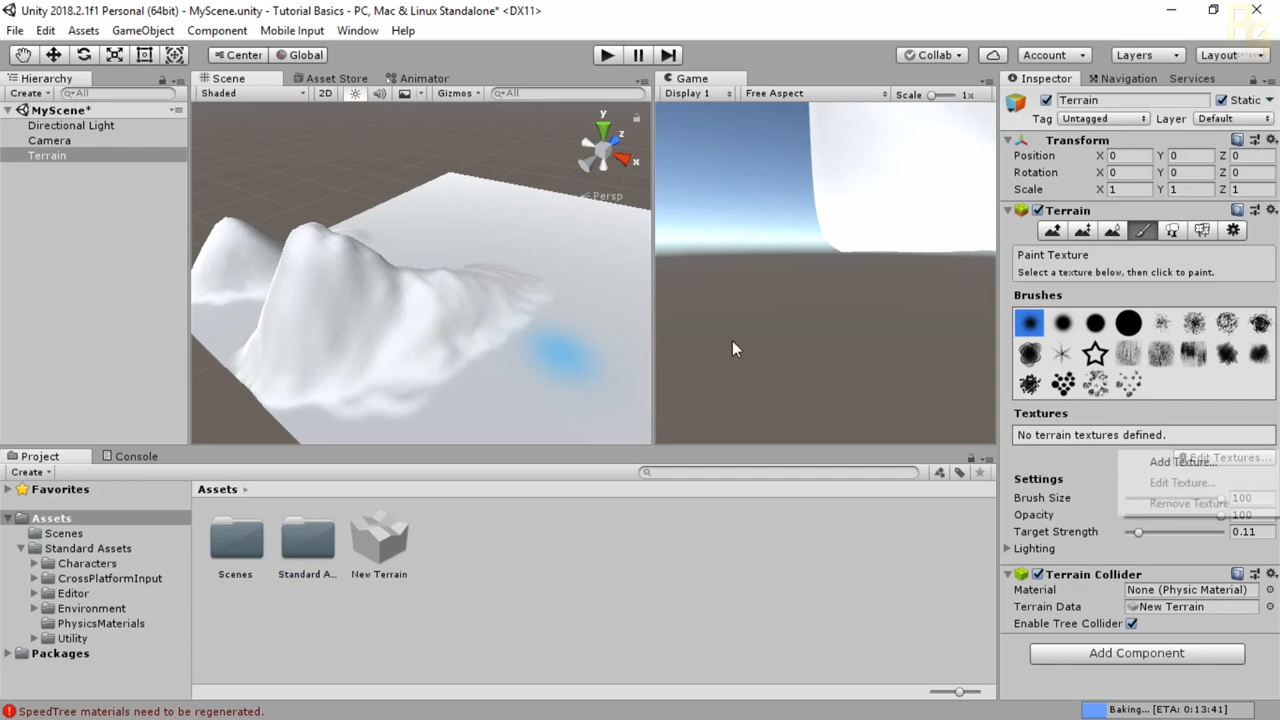 Unity 2018.2.1f1 Personal (64bit) - MyScene.unity - Tutorial Basics - PC, Mac & Linux Standalone* <DX11>
File Edit Assets GameObject Component Mobile Input Window Help
Center Global Collab Account Layers Layout
Hierarchy Scene Asset Store Animator Game Inspector Navigation Services
Create All Shaded 2D Gizmos All Display 1 Free Aspect Scale 1x Terrain Static
MyScene* Tag Untagged Layer Default
Directional Light
Camera
Terrain
y
z
x
Persp
Transform
Position X 0 Y 0 Z 0
Rotation X 0 Y 0 Z 0
Scale X 1 Y 1 Z 1
Terrain
Paint Texture
Select a texture below, then click to paint.
Brushes
Textures
No terrain textures defined.
Edit Textures...
Add Texture...
Edit Texture...
Remove Texture
Settings
Brush Size 100
Opacity 100
Target Strength 0.11
Lighting
Terrain Collider
Material None (Physic Material)
Terrain Data New Terrain
Enable Tree Collider
Add Component
Project Console
Create
Favorites
Assets
Scenes
Standard Assets
Characters
CrossPlatformInput
Editor
Environment
PhysicsMaterials
Utility
Packages
Assets
Scenes Standard A... New Terrain
SpeedTree materials need to be regenerated.
Baking... [ETA: 0:13:41]